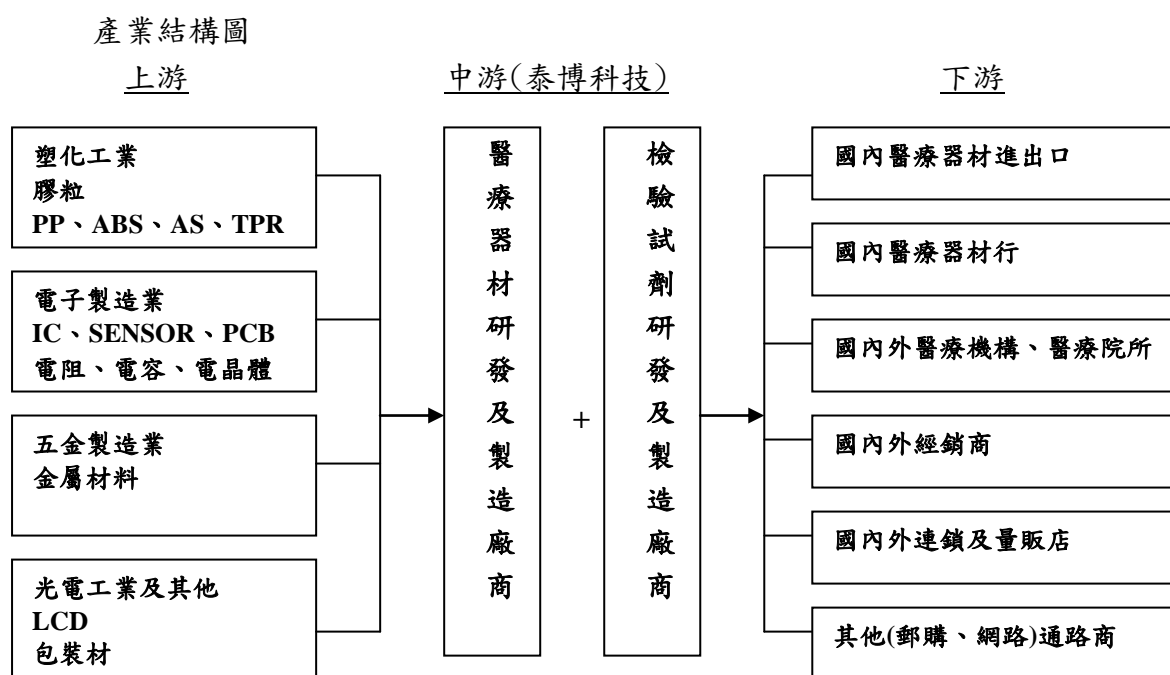 產業結構圖
上游
中游(泰博科技)
下游
塑化工業
膠粒
PP、ABS、AS、TPR
電子製造業
IC、SENSOR、PCB
電阻、電容、電晶體
五金製造業
金屬材料
光電工業及其他
LCD
包裝材
醫療器材研發及製造廠商
+
檢驗試劑研發及製造廠商
國內醫療器材進出口
國內醫療器材行
國內外醫療機構、醫療院所
國內外經銷商
國內外連鎖及量販店
其他(郵購、網路)通路商